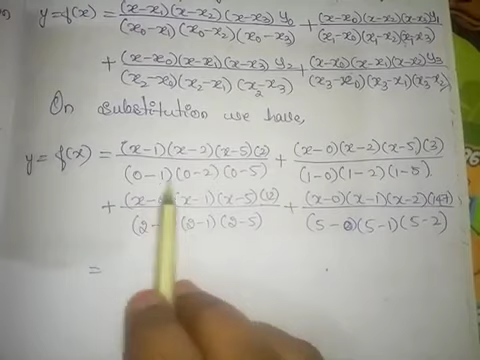 y=f(x) = (x-x₁)(x-x₂)(x-x₃)y₀/(x₀-x₁)(x₀-x₂)(x₀-x₃) + (x-x₀)(x-x₂)(x-x₃)y₁/(x₁-x₀)(x₁-x₂)(x₁-x₃)
+ (x-x₀)(x-x₁)(x-x₃)y₂/(x₂-x₀)(x₂-x₁)(x₂-x₃) + (x-x₀)(x-x₁)(x-x₂)y₃/(x₃-x₀)(x₃-x₁)(x₃-x₂)
On substitution we have,
y = f(x) = (x-1)(x-2)(x-5)(2)/(0-1)(0-2)(0-5) + (x-0)(x-2)(x-5)(3)/(1-0)(1-2)(1-5).
+ (x- x-1)(x-5)(12)/(2- (2-1)(2-5) + (x-0)(x-1)(x-2)(147)/(5-0)(5-1)(5-2)
=